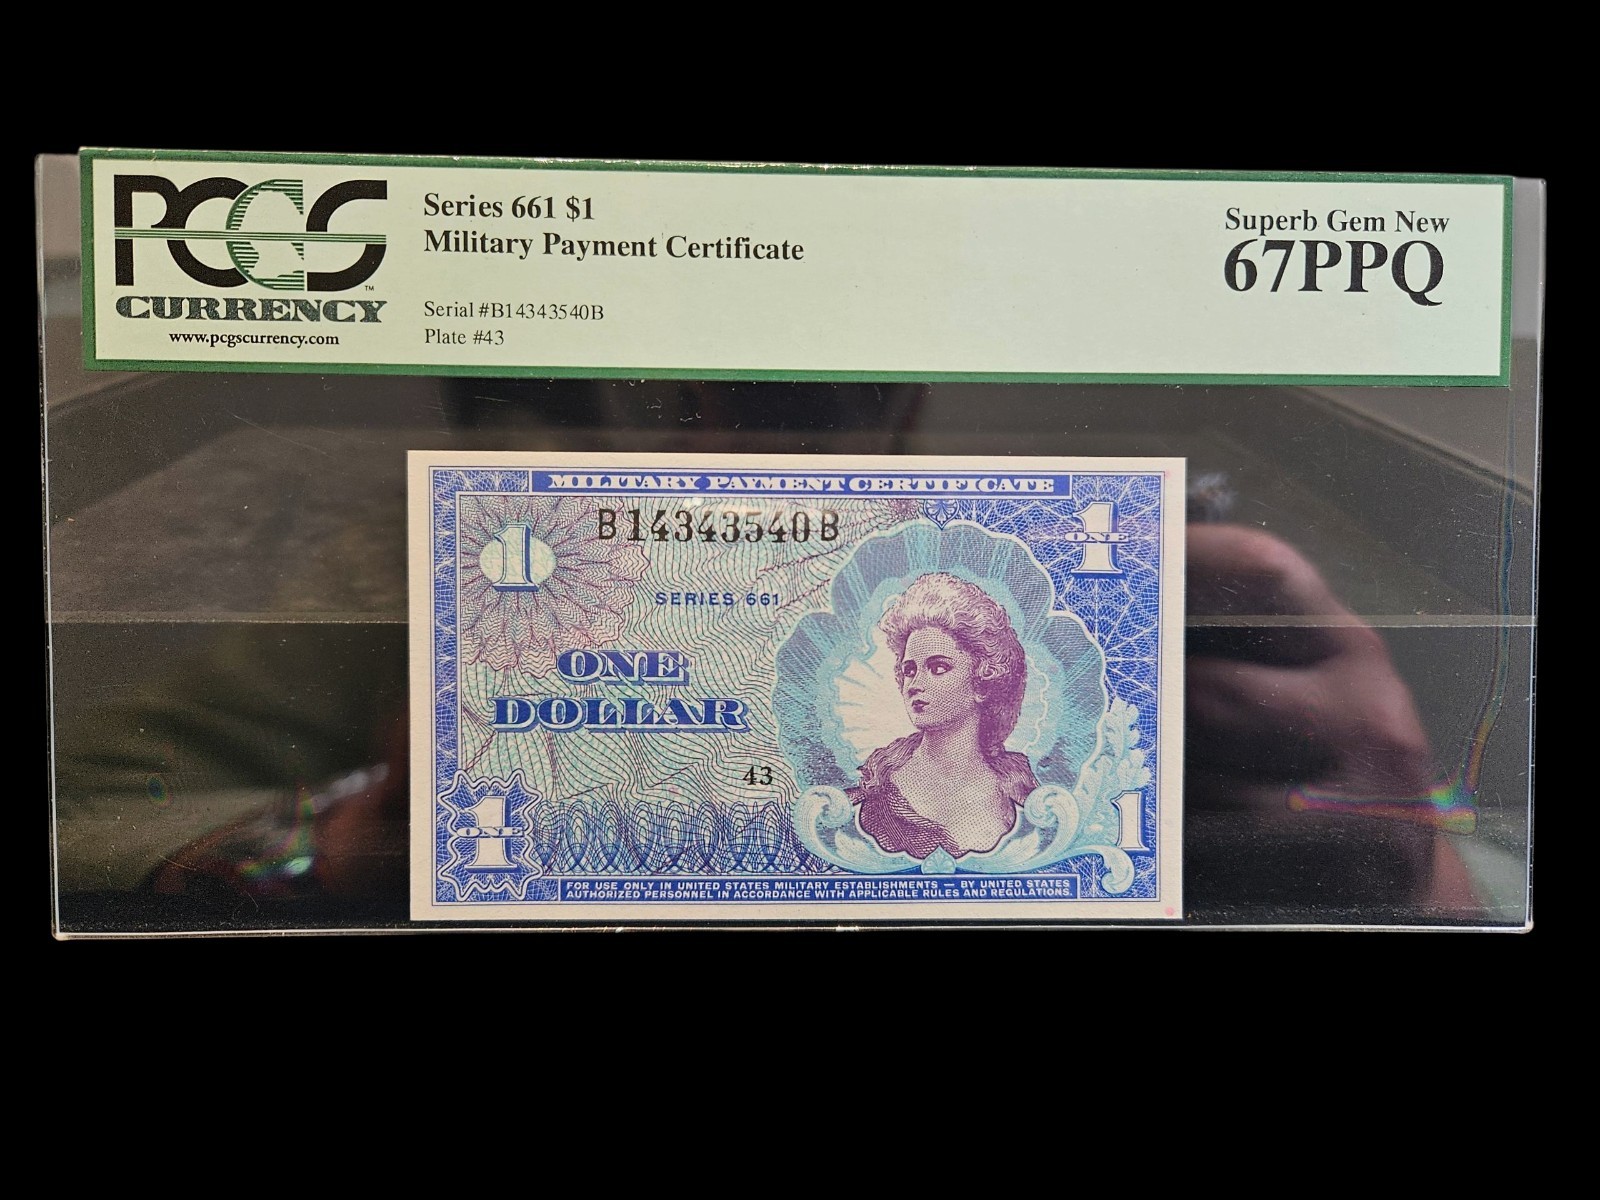 PCGS
TM
CURRENCY
www.pcgscurrency.com
Series 661 $1
Military Payment Certificate
Serial #B14343540B
Plate #43
Superb Gem New
67PPQ
MILITARY PAYMENT CERTIFICATE
1
B14343540B
1
ONE
SERIES 661
ONE
DOLLAR
43
1
ONE
1
FOR USE ONLY IN UNITED STATES MILITARY ESTABLISHMENTS — BY UNITED STATES
AUTHORIZED PERSONNEL IN ACCORDANCE WITH APPLICABLE RULES AND REGULATIONS.